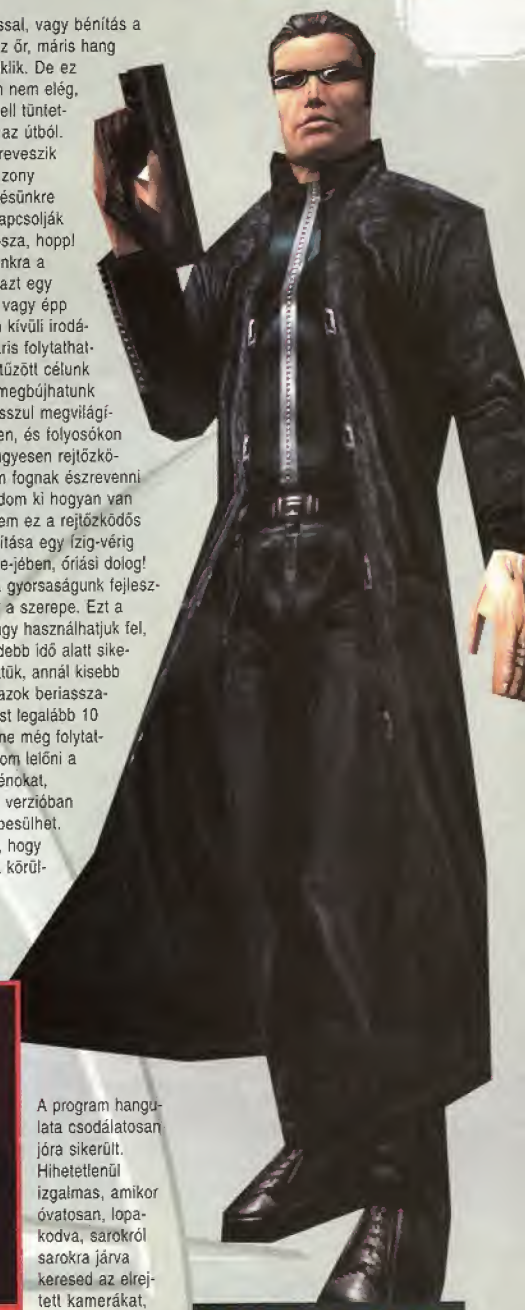 ssal, vagy bénítás a
z őr, máris hang
klik. De ez
n nem elég,
ell tüntet-
az útból.
reveszik
zony
ésünkre
apcsolják
sza, hopp!
nkra a
azt egy
vagy épp
n kívüli irodá-
ris folytathat-
tűzött célunk
megbújhatunk
sszul megvilágí-
en, és folyosókon
gyesen rejtőzkö-
m fognak észrevenni
dom ki hogyan van
em ez a rejtőzködős
ítása egy ízig-vérig
e-jében, óriási dolog!
a gyorsaságunk fejlesz-
t a szerepe. Ezt a
gy használhatjuk fel,
debb idő alatt sike-
tük, annál kisebb
azok beriassza-
st legalább 10
ne még folytat-
om lelőni a
énokat,
verzióban
besülhet.
, hogy
körül-
A program hangu-
lata csodálatosan
jóra sikerült.
Hihetetlenül
izgalmas, amikor
óvatosan, lopa-
kodva, sarokról
sarokra járva
keresed az elrej-
tett kamerákat,